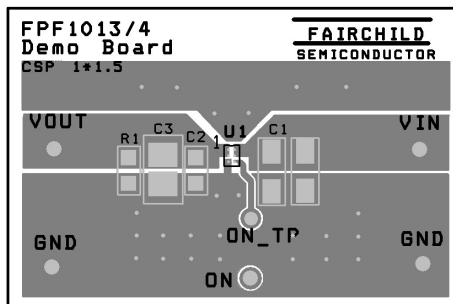 FPF1013/4
Demo Board
CSP 1*1.5
FAIRCHILD
SEMICONDUCTOR
VOUT
VIN
R1
C3
C2
1
U1
C1
GND
ON_TP
GND
ON